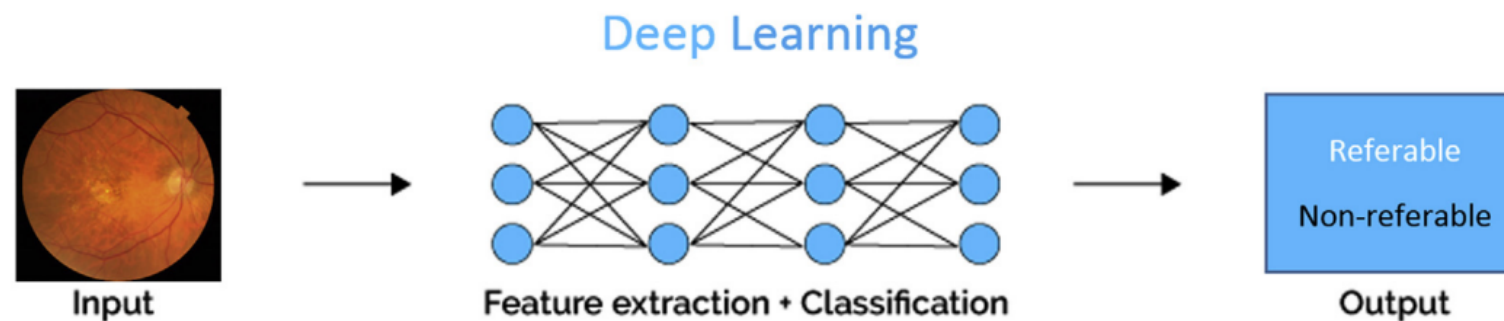 Deep Learning
Referable
Non-referable
Input
Feature extraction + Classification
Output